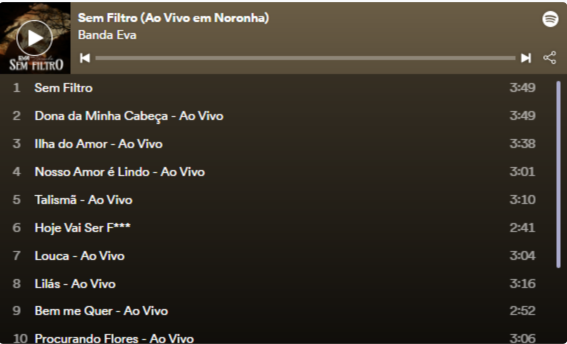 Sem Filtro (Ao Vivo em Noronha)
Banda Eva
SEM FILTRO
1 Sem Filtro 3:49
2 Dona da Minha Cabeça - Ao Vivo 3:49
3 Ilha do Amor - Ao Vivo 3:38
4 Nosso Amor é Lindo - Ao Vivo 3:01
5 Talismã - Ao Vivo 3:10
6 Hoje Vai Ser F*** 2:41
7 Louca - Ao Vivo 3:04
8 Lilás - Ao Vivo 3:16
9 Bem me Quer - Ao Vivo 2:52
10 Procurando Flores - Ao Vivo 3:06